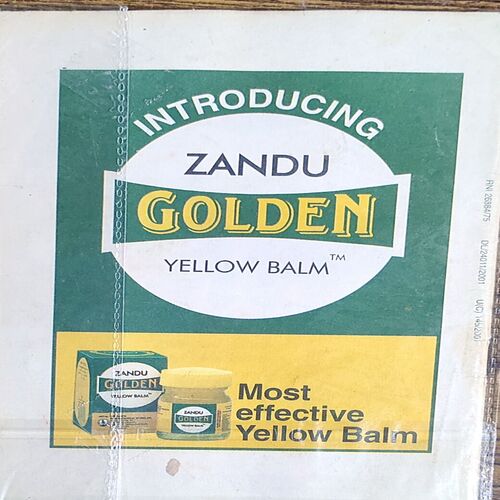 INTRODUCING
ZANDU
GOLDEN
YELLOW BALM™
ZANDU
GOLDEN
YELLOW BALM
ZANDU
GOLDEN
YELLOW BALM
Most
effective
Yellow Balm